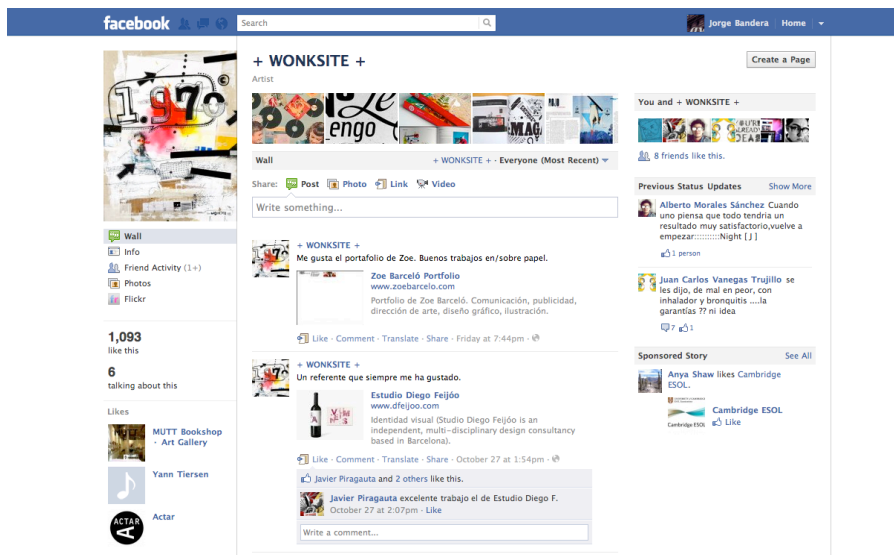 facebook
Search
Jorge Bandera
Home
1.970
+ WONKSITE +
Artist
Create a Page
engo
MAG
Wall
+ WONKSITE + · Everyone (Most Recent)
Share:
Post
Photo
Link
Video
Write something...
Wall
Info
Friend Activity (1+)
Photos
Flickr
1,093
like this
6
talking about this
Likes
MUTT
MUTT Bookshop
· Art Gallery
Yann Tiersen
ACTAR
Actar
+ WONKSITE +
Me gusta el portafolio de Zoe. Buenos trabajos en/sobre papel.
Zoe Barceló Portfolio
www.zoebarcelo.com
Portfolio de Zoe Barceló. Comunicación, publicidad,
dirección de arte, diseño gráfico, ilustración.
Like · Comment · Translate · Share · Friday at 7:44pm ·
+ WONKSITE +
Un referente que siempre me ha gustado.
Estudio Diego Feijóo
www.dfeijoo.com
Identidad visual (Studio Diego Feijóo is an
independent, multi-disciplinary design consultancy
based in Barcelona).
Like · Comment · Translate · Share · October 27 at 1:54pm ·
Javier Piragauta and 2 others like this.
Javier Piragauta excelente trabajo el de Estudio Diego F.
October 27 at 2:07pm · Like
Write a comment...
You and + WONKSITE +
8 friends like this.
Previous Status Updates
Show More
Alberto Morales Sánchez Cuando
uno piensa que todo tendria un
resultado muy satisfactorio,vuelve a
empezar::::::::::Night [ J ]
1 person
Juan Carlos Vanegas Trujillo se
les dijo, de mal en peor, con
inhalador y bronquitis ....la
garantías ?? ni idea
7 1
Sponsored Story
See All
Anya Shaw likes Cambridge
ESOL.
Cambridge ESOL
Cambridge ESOL
Like